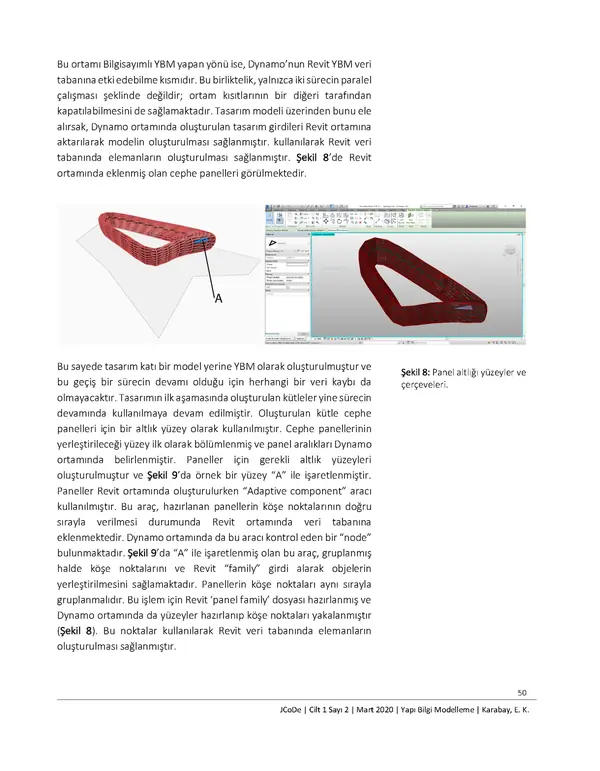 Bu ortamı Bilgisayımlı YBM yapan yönü ise, Dynamo'nun Revit YBM veri
tabanına etki edebilme kısmıdır. Bu birliktelik, yalnızca iki sürecin paralel
çalışması şeklinde değildir; ortam kısıtlarının bir diğeri tarafından
kapatılabilmesini de sağlamaktadır. Tasarım modeli üzerinden bunu ele
alırsak, Dynamo ortamında oluşturulan tasarım girdileri Revit ortamına
aktarılarak modelin oluşturulması sağlanmıştır. kullanılarak Revit veri
tabanında elemanların oluşturulması sağlanmıştır. Şekil 8'de Revit
ortamında eklenmiş olan cephe panelleri görülmektedir.
A
Bu sayede tasarım katı bir model yerine YBM olarak oluşturulmuştur ve
bu geçiş bir sürecin devamı olduğu için herhangi bir veri kaybı da
olmayacaktır. Tasarımın ilk aşamasında oluşturulan kütleler yine sürecin
devamında kullanılmaya devam edilmiştir. Oluşturulan kütle cephe
panelleri için bir altlık yüzey olarak kullanılmıştır. Cephe panellerinin
yerleştirileceği yüzey ilk olarak bölümlenmiş ve panel aralıkları Dynamo
ortamında belirlenmiştir. Paneller için gerekli altlık yüzeyleri
oluşturulmuştur ve Şekil 9'da örnek bir yüzey "A" ile işaretlenmiştir.
Paneller Revit ortamında oluşturulurken "Adaptive component" aracı
kullanılmıştır. Bu araç, hazırlanan panellerin köşe noktalarının doğru
sırayla verilmesi durumunda Revit ortamında veri tabanına
eklenmektedir. Dynamo ortamında da bu aracı kontrol eden bir "node"
bulunmaktadır. Şekil 9'da "A" ile işaretlenmiş olan bu araç, gruplanmış
halde köşe noktalarını ve Revit "family" girdi alarak objelerin
yerleştirilmesini sağlamaktadır. Panellerin köşe noktaları aynı sırayla
gruplanmalıdır. Bu işlem için Revit 'panel family' dosyası hazırlanmış ve
Dynamo ortamında da yüzeyler hazırlanıp köşe noktaları yakalanmıştır
(Şekil 8). Bu noktalar kullanılarak Revit veri tabanında elemanların
oluşturulması sağlanmıştır.
Şekil 8: Panel altlığı yüzeyler ve
çerçeveleri.
50
JCoDe | Cilt 1 Sayı 2 | Mart 2020 | Yapı Bilgi Modelleme | Karabay, E. K.